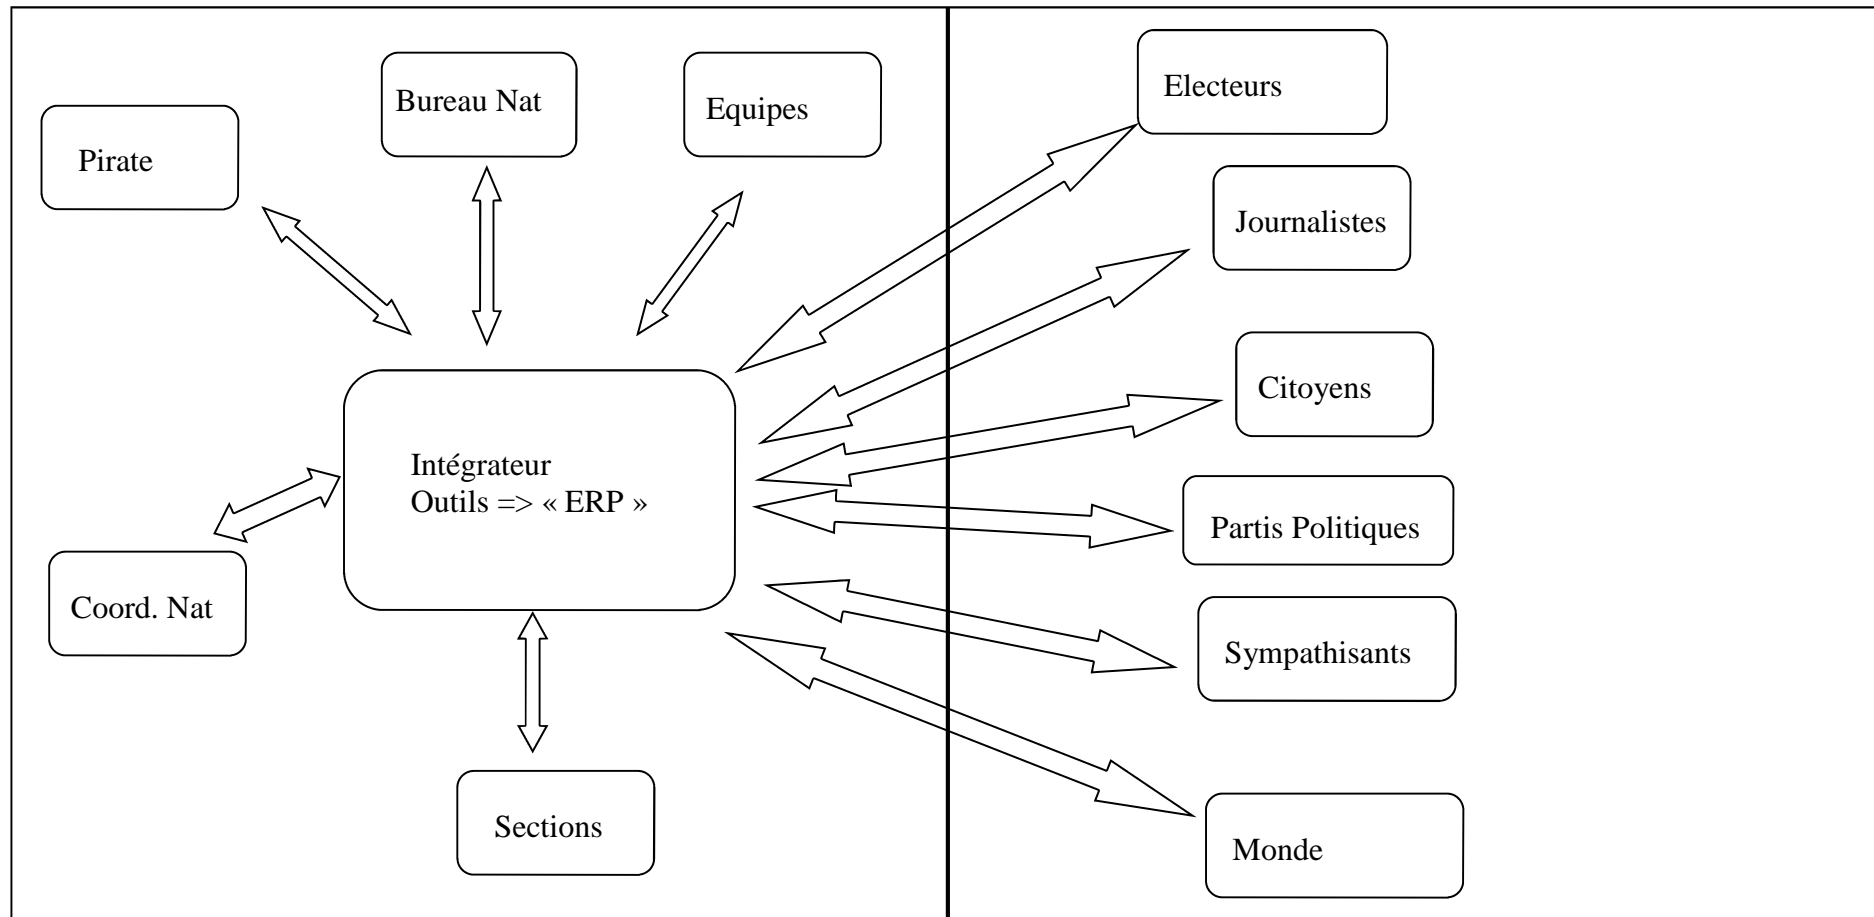 Pirate
Bureau Nat
Equipes
Intégrateur
Outils => « ERP »
Coord. Nat
Sections
Electeurs
Journalistes
Citoyens
Partis Politiques
Sympathisants
Monde